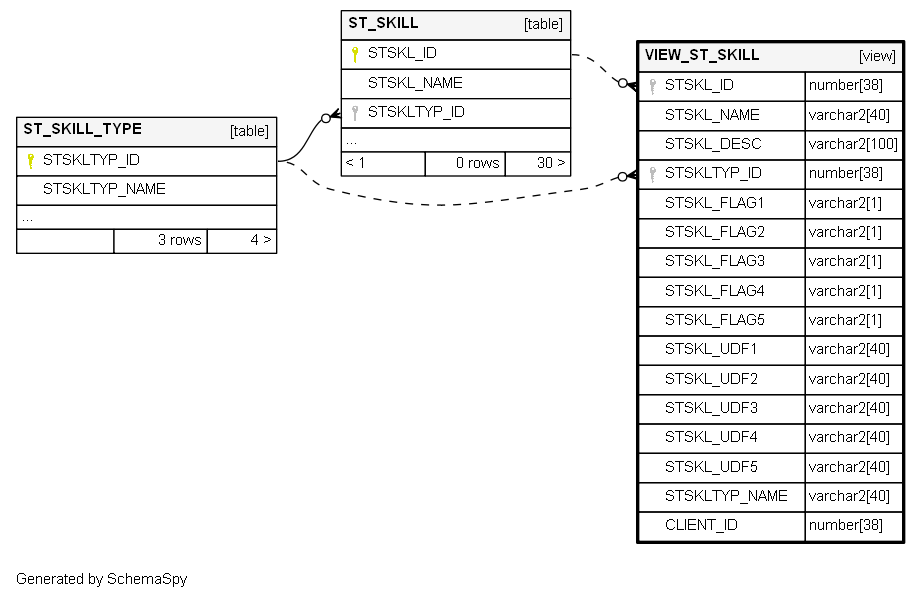 ST_SKILL [table]
STSKL_ID
STSKL_NAME
STSKLTYP_ID
...
< 1 0 rows 30 >
ST_SKILL_TYPE [table]
STSKLTYP_ID
STSKLTYP_NAME
...
3 rows 4 >
VIEW_ST_SKILL [view]
STSKL_ID number[38]
STSKL_NAME varchar2[40]
STSKL_DESC varchar2[100]
STSKLTYP_ID number[38]
STSKL_FLAG1 varchar2[1]
STSKL_FLAG2 varchar2[1]
STSKL_FLAG3 varchar2[1]
STSKL_FLAG4 varchar2[1]
STSKL_FLAG5 varchar2[1]
STSKL_UDF1 varchar2[40]
STSKL_UDF2 varchar2[40]
STSKL_UDF3 varchar2[40]
STSKL_UDF4 varchar2[40]
STSKL_UDF5 varchar2[40]
STSKLTYP_NAME varchar2[40]
CLIENT_ID number[38]
Generated by SchemaSpy